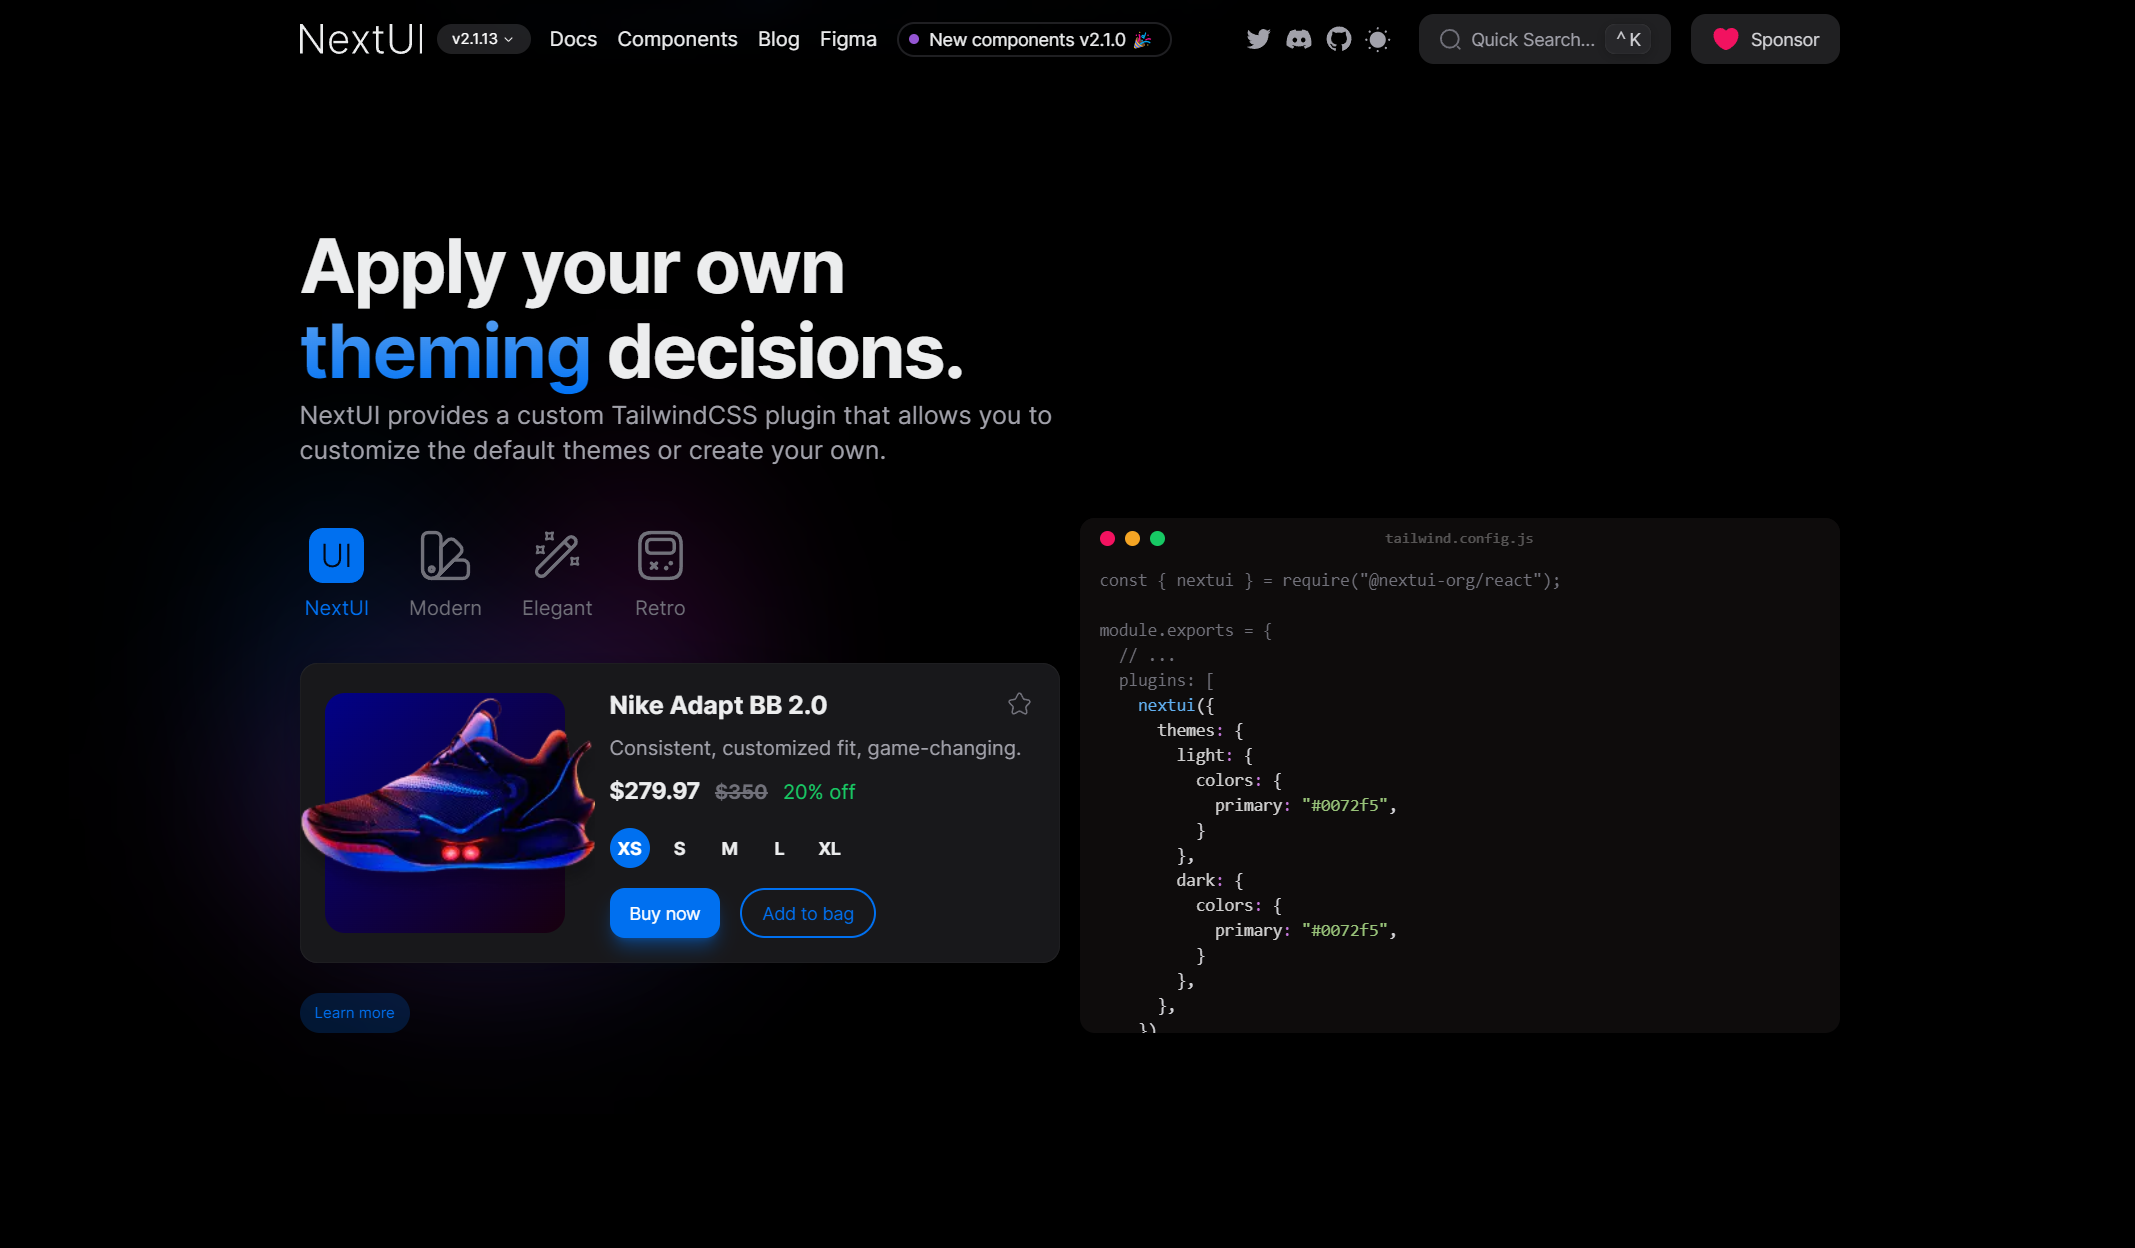 NextUI v2.1.13 Docs Components Blog Figma New components v2.1.0 🎉 Quick Search... ^ K Sponsor
Apply your own
theming decisions.
NextUI provides a custom TailwindCSS plugin that allows you to
customize the default themes or create your own.
UI
NextUI Modern Elegant Retro
Nike Adapt BB 2.0
Consistent, customized fit, game-changing.
$279.97 $350 20% off
XS S M L XL
Buy now Add to bag
Learn more
tailwind.config.js
const { nextui } = require("@nextui-org/react");
module.exports = {
  // ...
  plugins: [
    nextui({
      themes: {
        light: {
          colors: {
            primary: "#0072f5",
          }
        },
        dark: {
          colors: {
            primary: "#0072f5",
          }
        },
      },
    })